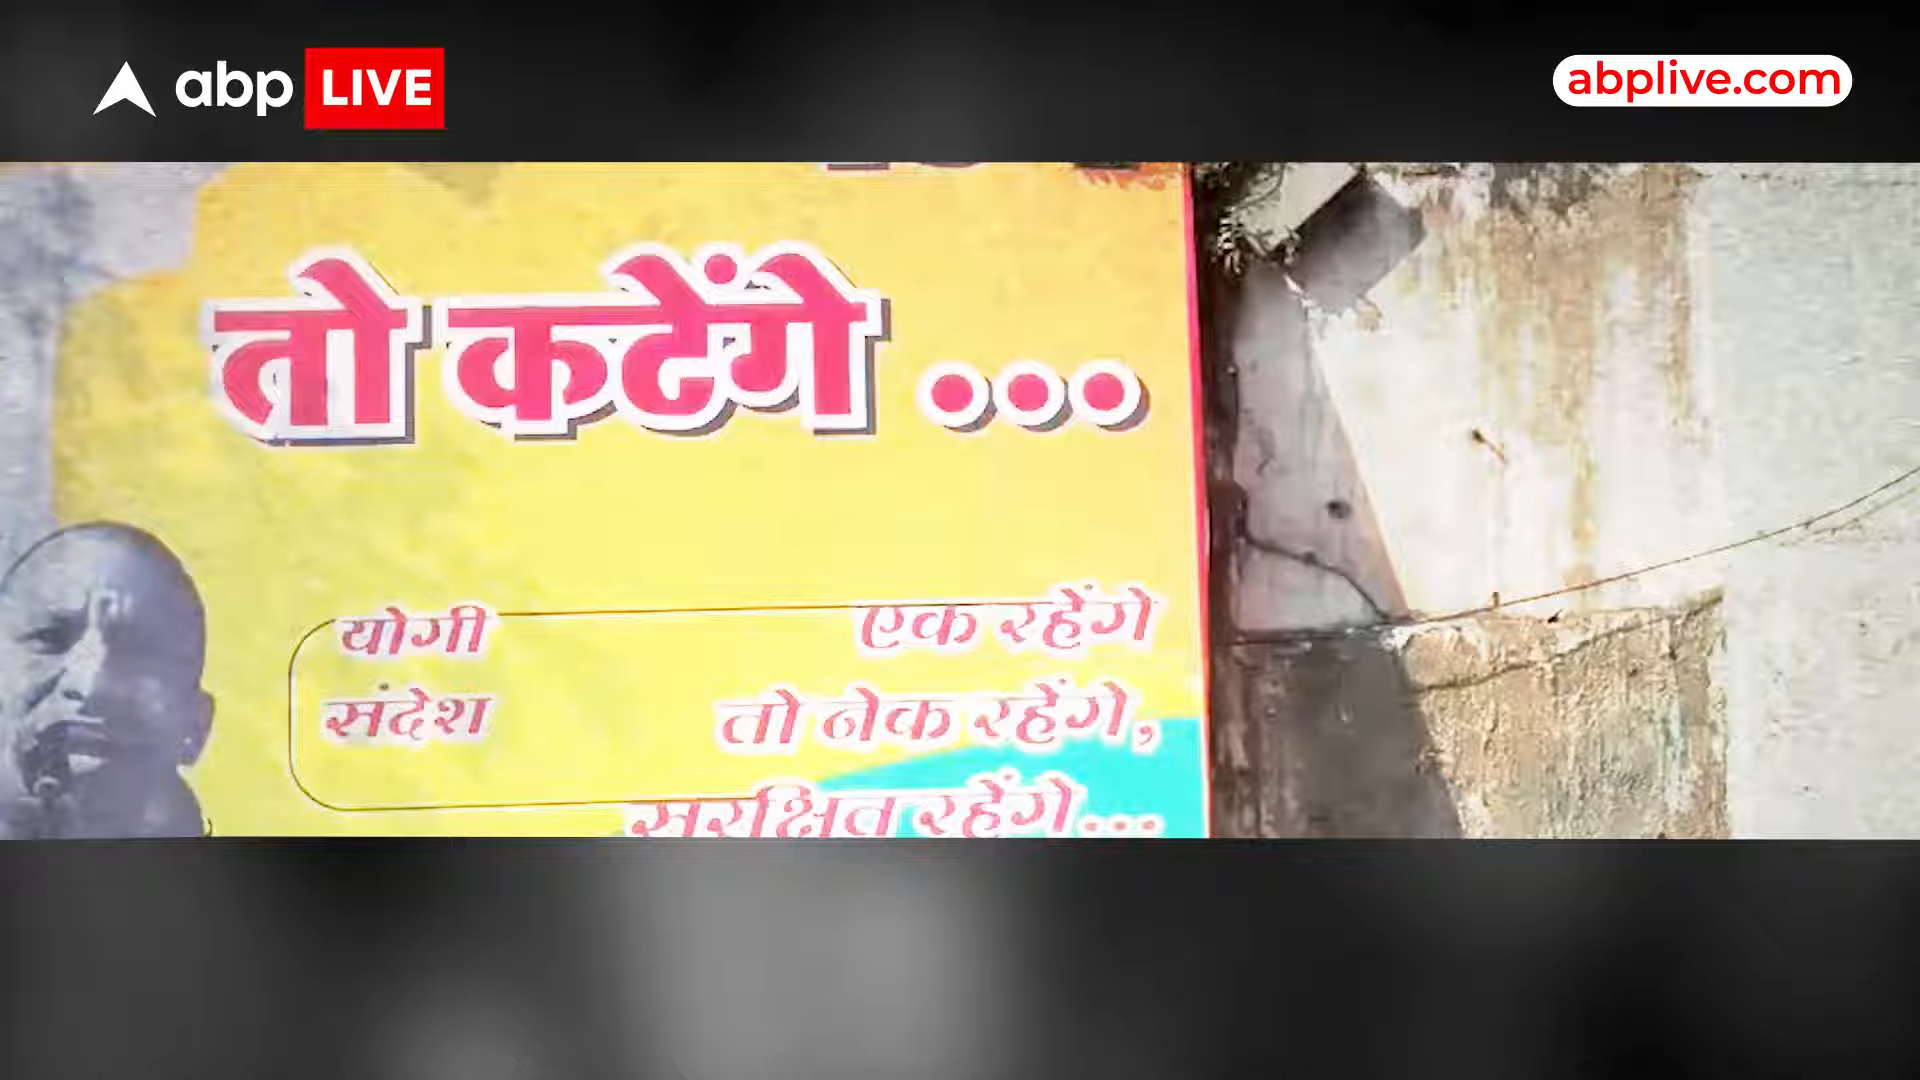 abp LIVE
abplive.com
तो कटेंगे ...
योगी
संदेश
एक रहेंगे
तो नेक रहेंगे,
सुरक्षित रहेंगे...